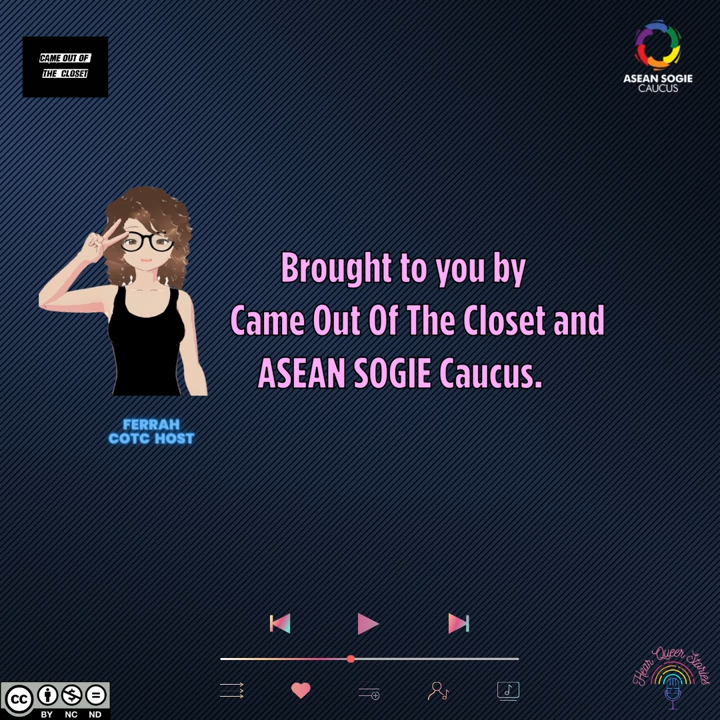 CAME OUT OF
THE CLOSET
ASEAN SOGIE
CAUCUS
Brought to you by
Came Out Of The Closet and
ASEAN SOGIE Caucus.
FERRAH
COTC HOST
Hear Queer Stories
cc
BY NC ND